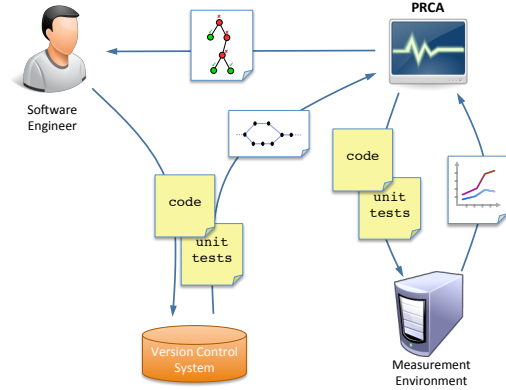 PRCA
Software
Engineer
code
unit
tests
code
unit
tests
Version Control
System
Measurement
Environment